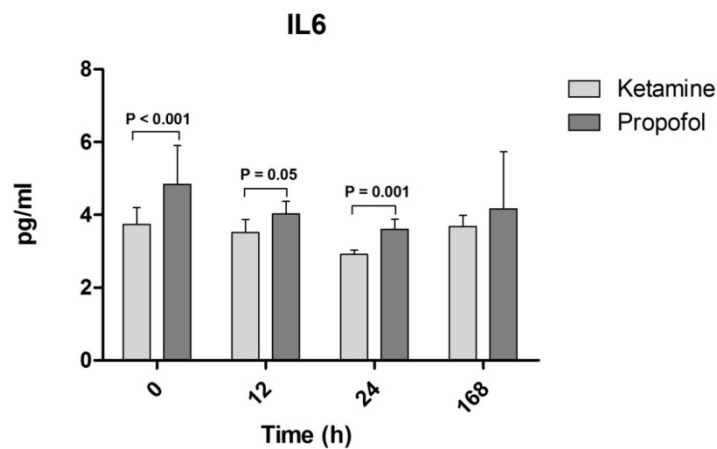 IL6
8
6
4
2
0
pg/ml
P < 0.001
P = 0.05
P = 0.001
Ketamine
Propofol
0 12 24 168
Time (h)